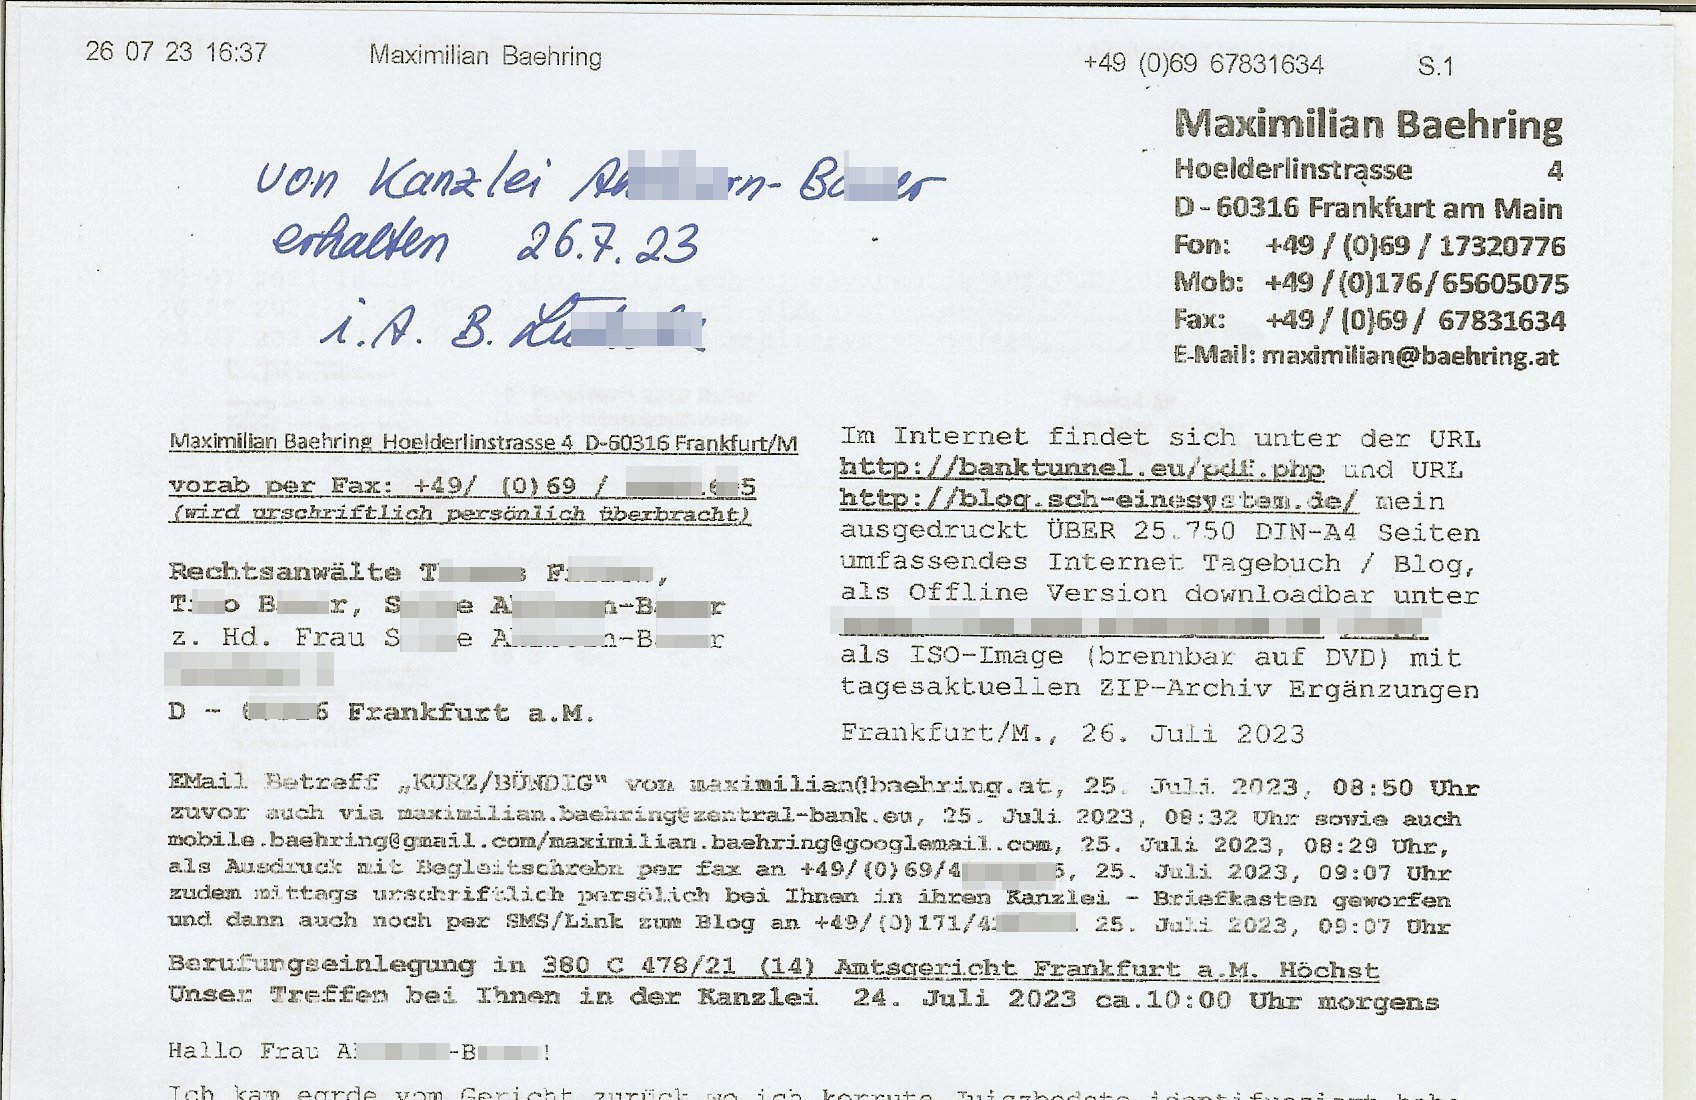 26 07 23 16:37 Maximilian Baehring +49 (0)69 67831634 S.1
Maximilian Baehring
Hoelderlinstrasse 4
D - 60316 Frankfurt am Main
Fon: +49 / (0)69 / 17320776
Mob: +49 / (0)176/ 65605075
Fax: +49 / (0)69 / 67831634
E-Mail: maximilian@baehring.at
von Kanzlei
erhalten 26.7.23
i.A. B.
Maximilian Baehring Hoelderlinstrasse 4 D-60316 Frankfurt/M
vorab per Fax: +49/ (0)69 /
(wird urschriftlich persönlich überbracht)
Rechtsanwälte
z. Hd. Frau
D - Frankfurt a.M.
Im Internet findet sich unter der URL
http://banktunnel.eu/pdf.php und URL
http://blog.sch-einesystem.de/ mein
ausgedruckt ÜBER 25.750 DIN-A4 Seiten
umfassendes Internet Tagebuch / Blog,
als Offline Version downloadbar unter
als ISO-Image (brennbar auf DVD) mit
tagesaktuellen ZIP-Archiv Ergänzungen
Frankfurt/M., 26. Juli 2023
EMail Betreff „KURZ/BÜNDIG" von maximilian@baehring.at, 25. Juli 2023, 08:50 Uhr
zuvor auch via maximilian.baehring@zentral-bank.eu, 25. Juli 2023, 08:32 Uhr sowie auch
mobile.baehring@gmail.com/maximilian.baehring@googlemail.com, 25. Juli 2023, 08:29 Uhr,
als Ausdruck mit Begleitschrebn per fax an +49/(0)69/ 25. Juli 2023, 09:07 Uhr
zudem mittags urschriftlich persölich bei Ihnen in ihren Kanzlei - Briefkasten geworfen
und dann auch noch per SMS/Link zum Blog an +49/(0)171/ 25. Juli 2023, 09:07 Uhr
Berufungseinlegung in 380 C 478/21 (14) Amtsgericht Frankfurt a.M. Höchst
Unser Treffen bei Ihnen in der Kanzlei 24. Juli 2023 ca.10:00 Uhr morgens
Hallo Frau
Ich kam egrde vom Gericht zurück wo ich